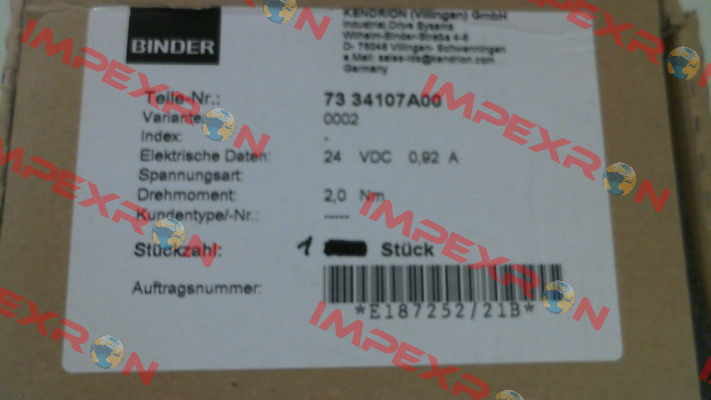 BINDER
KENDRION (Villingen) GmbH
Industrial Drive Systems
Wilhelm-Binder-Straße 4-6
D- 78048 Villingen- Schwenningen
e.Mail: sales-ids@kendrion.com
Germany
Teile-Nr.: 73 34107A00
Variante: 0002
Index: -
Elektrische Daten: 24 VDC 0,92 A
Spannungsart:
Drehmoment: 2,0 Nm
Kundentype/-Nr.: -----
Stückzahl: 1 Stück
Auftragsnummer:
*E187252/21B*
IMPEXRON
IMPEXRON
IMPEXRON
IMPEXRON
IMPEXRON
IMPEXRON